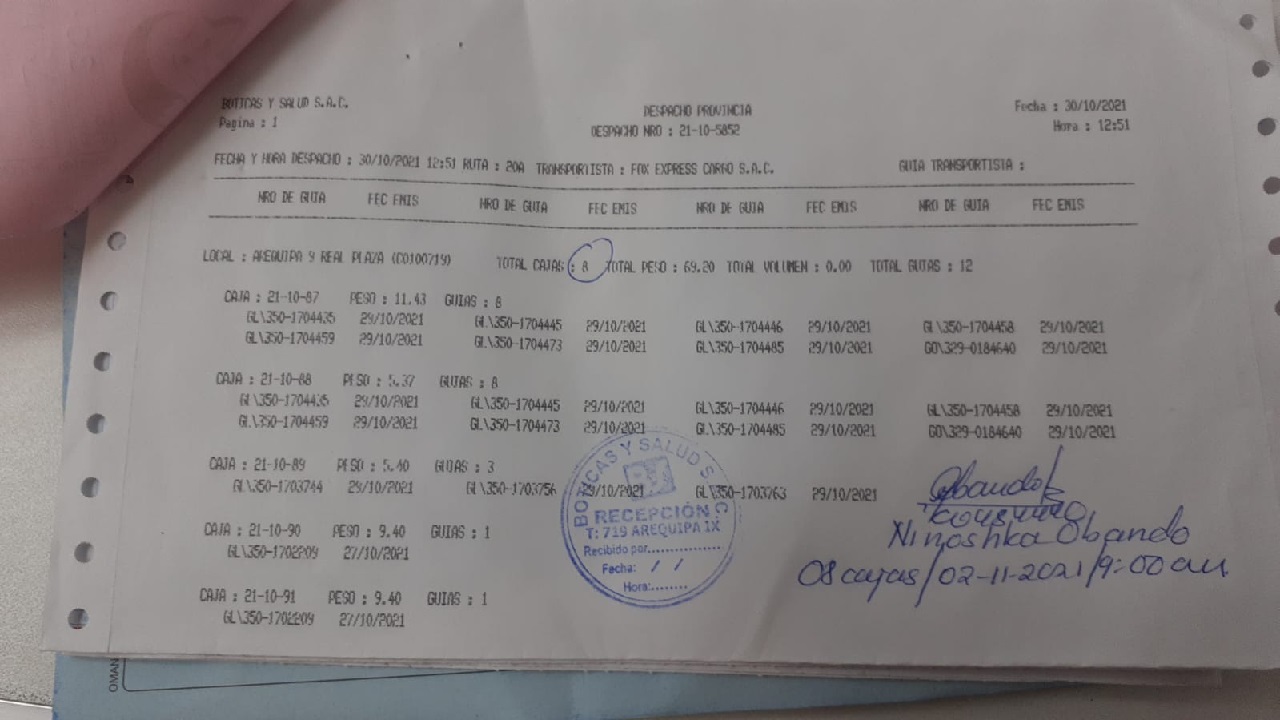 BOTICAS Y SALUD S.A.C. DESPACHO PROVINCIA Fecha : 30/10/2021
Pagina : 1 DESPACHO NRO : 21-10-5852 Hora : 12:51
FECHA Y HORA DESPACHO : 30/10/2021 12:51 RUTA : 20A TRANSPORTISTA : FOX EXPRESS CARGO S.A.C. GUIA TRANSPORTISTA :
NRO DE GUIA FEC EMIS NRO DE GUIA FEC EMIS NRO DE GUIA FEC EMIS NRO DE GUIA FEC EMIS
LOCAL : AREQUIPA 9 REAL PLAZA (C0100719) TOTAL CAJAS : 8 TOTAL PESO : 69.20 TOTAL VOLUMEN : 0.00 TOTAL GUIAS : 12
CAJA : 21-10-87 PESO : 11.43 GUIAS : 8
GL\350-1704435 29/10/2021 GL\350-1704445 29/10/2021 GL\350-1704446 29/10/2021 GL\350-1704458 29/10/2021
GL\350-1704459 29/10/2021 GL\350-1704473 29/10/2021 GL\350-1704485 29/10/2021 GO\329-0184640 29/10/2021
CAJA : 21-10-88 PESO : 5.37 GUIAS : 8
GL\350-1704435 29/10/2021 GL\350-1704445 29/10/2021 GL\350-1704446 29/10/2021 GL\350-1704458 29/10/2021
GL\350-1704459 29/10/2021 GL\350-1704473 29/10/2021 GL\350-1704485 29/10/2021 GO\329-0184640 29/10/2021
CAJA : 21-10-89 PESO : 5.40 GUIAS : 3
GL\350-1703744 29/10/2021 GL\350-1703756 29/10/2021 GL\350-1703763 29/10/2021
CAJA : 21-10-90 PESO : 9.40 GUIAS : 1
GL\350-1702209 27/10/2021
CAJA : 21-10-91 PESO : 9.40 GUIAS : 1
GL\350-1702209 27/10/2021
BOTICAS Y SALUD S.A.C
RECEPCIÓN
T: 719 AREQUIPA IX
Recibido por................
Fecha: / /
Hora:........
Obando
Ninoshka Obando
08 cajas/02-11-2021/9:00 am
OMAN